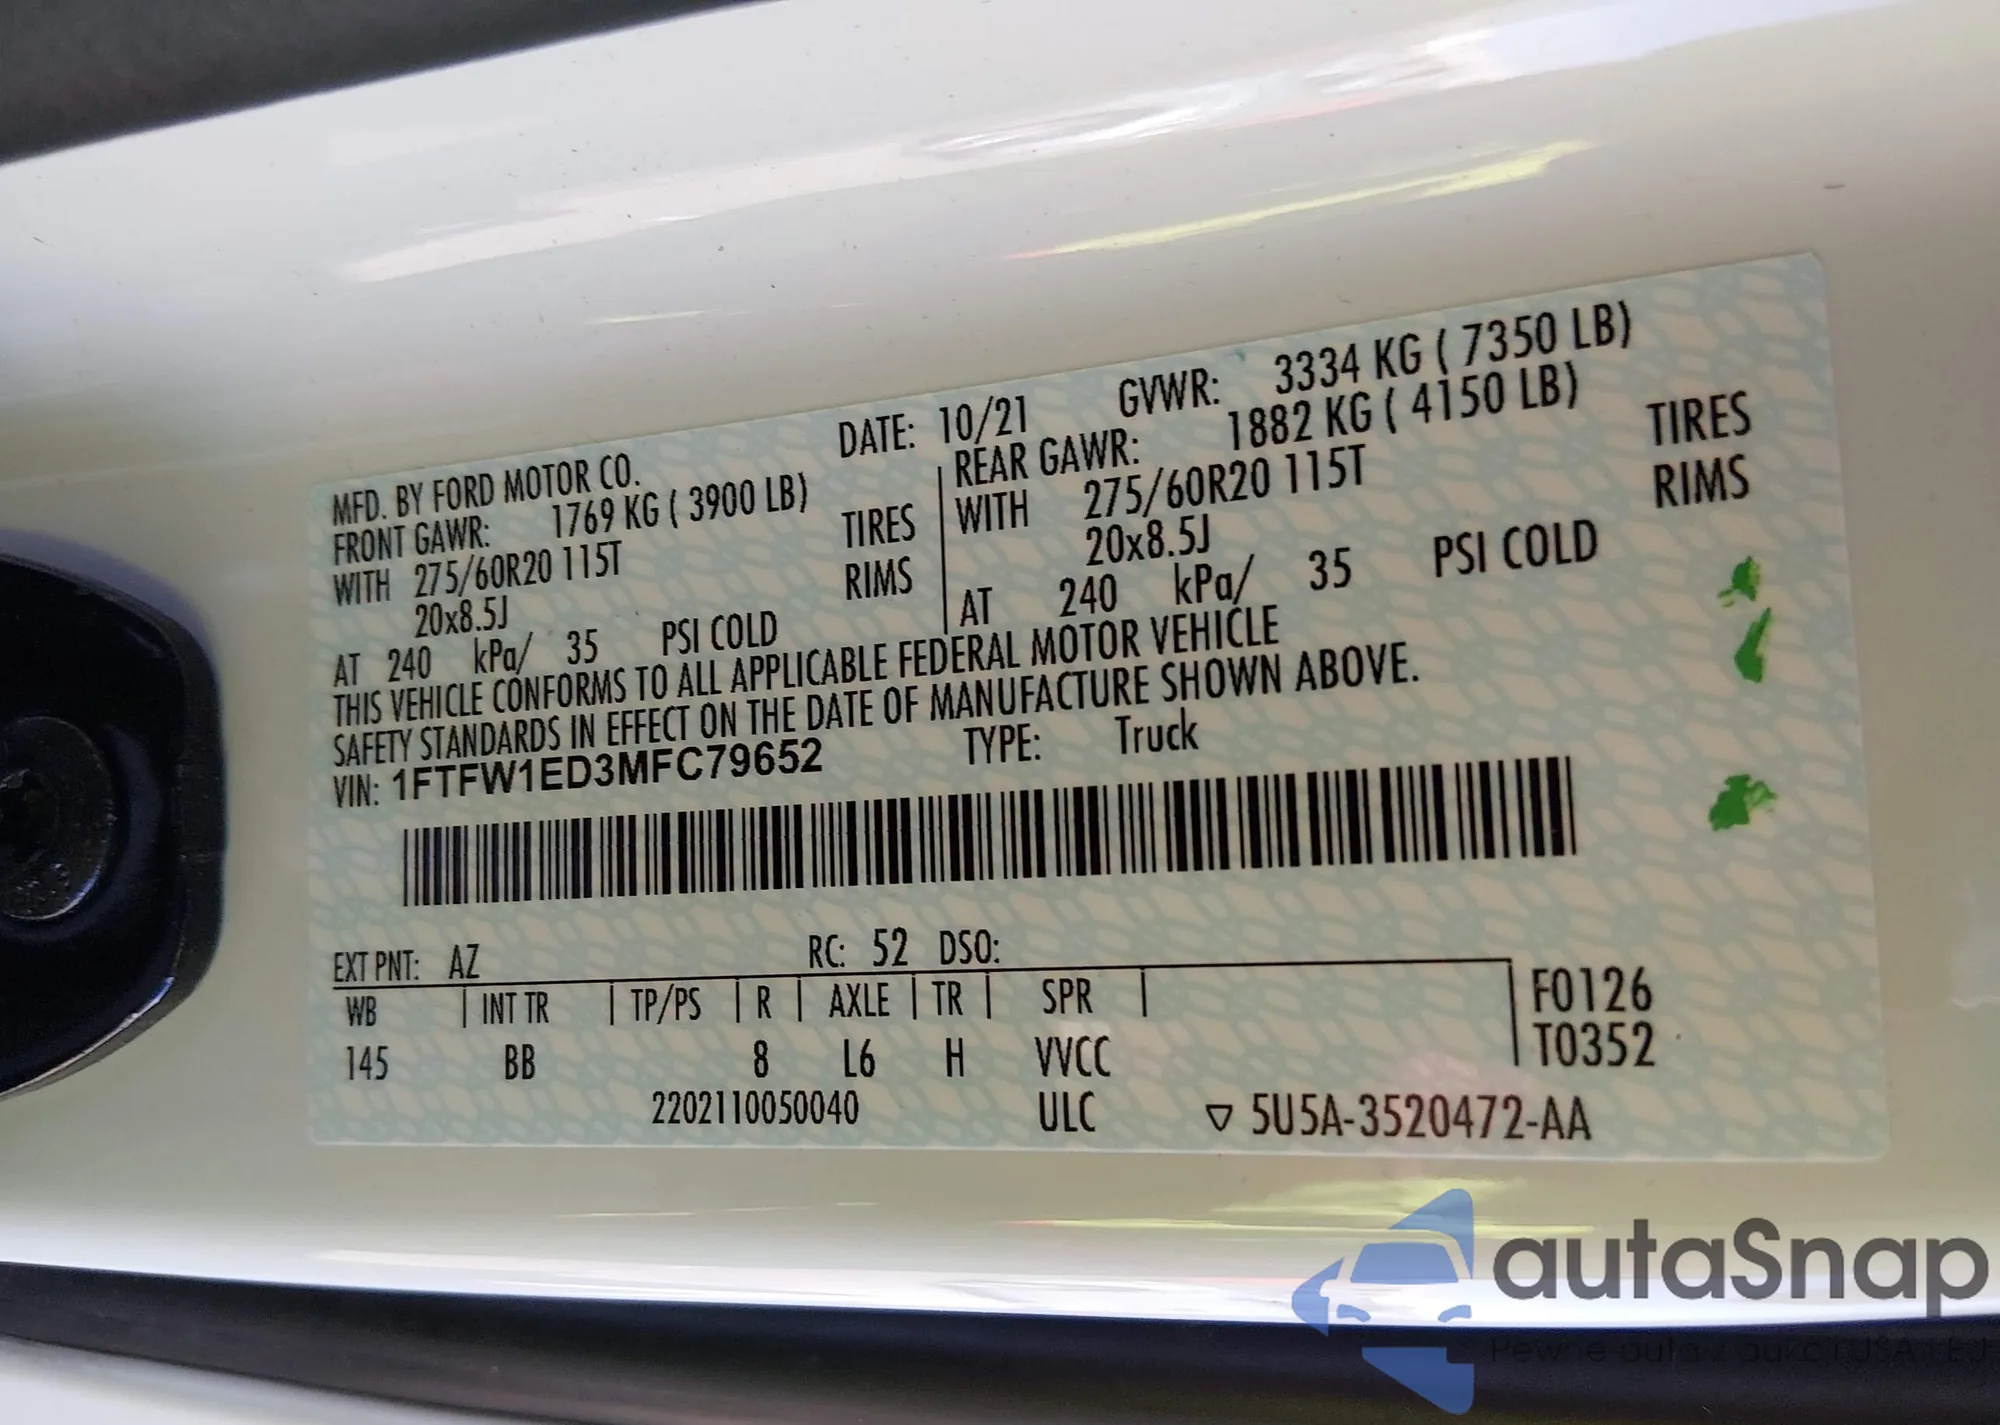 MFD. BY FORD MOTOR CO. DATE: 10/21 GVWR: 3334 KG ( 7350 LB)
FRONT GAWR: 1769 KG ( 3900 LB) REAR GAWR: 1882 KG ( 4150 LB)
WITH 275/60R20 115T TIRES WITH 275/60R20 115T TIRES
20x8.5J RIMS 20x8.5J RIMS
AT 240 kPa/ 35 PSI COLD AT 240 kPa/ 35 PSI COLD
THIS VEHICLE CONFORMS TO ALL APPLICABLE FEDERAL MOTOR VEHICLE
SAFETY STANDARDS IN EFFECT ON THE DATE OF MANUFACTURE SHOWN ABOVE.
VIN: 1FTFW1ED3MFC79652 TYPE: Truck
EXT PNT: AZ RC: 52 DSO:
WB INT TR TP/PS R AXLE TR SPR F0126
T0352
145 BB 8 L6 H VVCC
2202110050040 ULC ▽ 5U5A-3520472-AA
autaSnap
Pewne auta z aukcji USA i EU